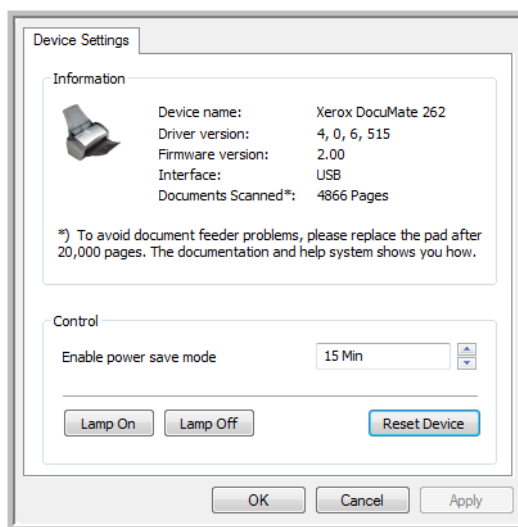 Device Settings
Information
Device name: Xerox DocuMate 262
Driver version: 4, 0, 6, 515
Firmware version: 2.00
Interface: USB
Documents Scanned*: 4866 Pages
*) To avoid document feeder problems, please replace the pad after
20,000 pages. The documentation and help system shows you how.
Control
Enable power save mode 15 Min
Lamp On Lamp Off Reset Device
OK Cancel Apply